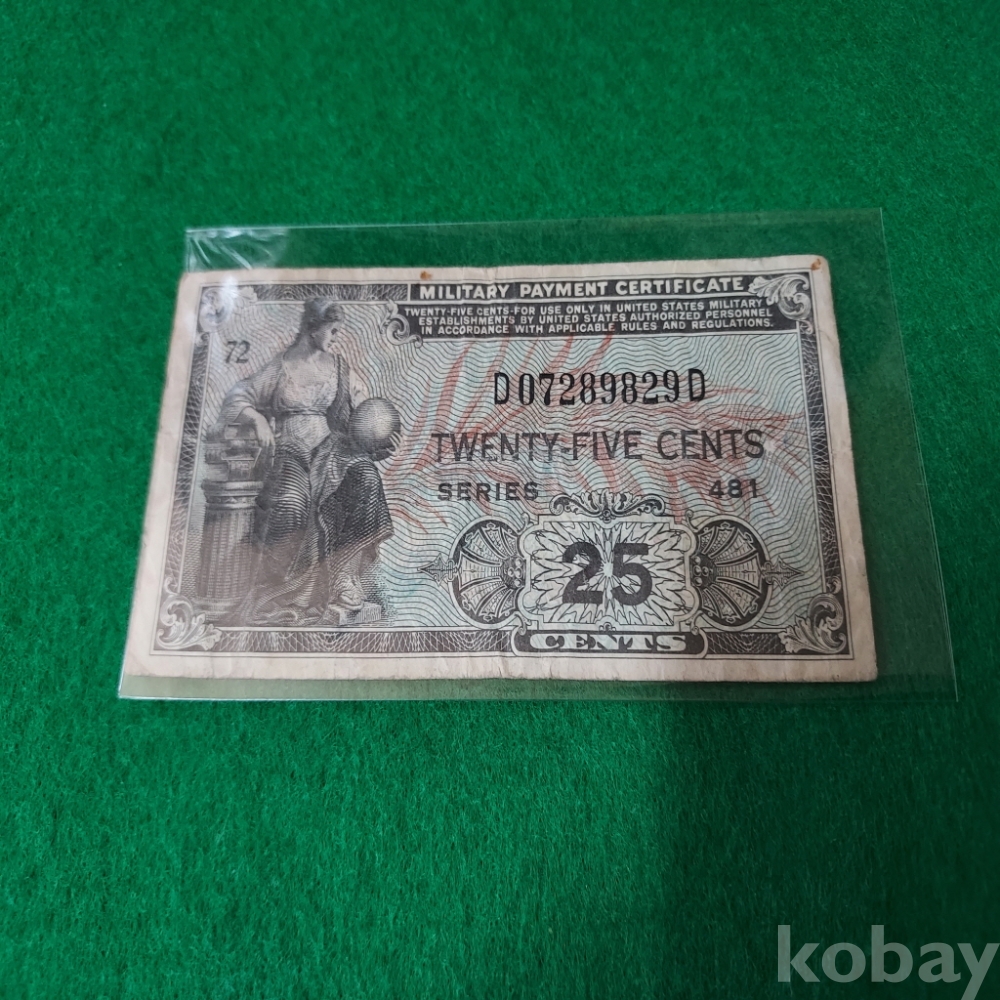 MILITARY PAYMENT CERTIFICATE
TWENTY-FIVE CENTS-FOR USE ONLY IN UNITED STATES MILITARY
ESTABLISHMENTS BY UNITED STATES AUTHORIZED PERSONNEL
IN ACCORDANCE WITH APPLICABLE RULES AND REGULATIONS.
72
D07289829D
TWENTY-FIVE CENTS
SERIES 481
25
CENTS
kobay